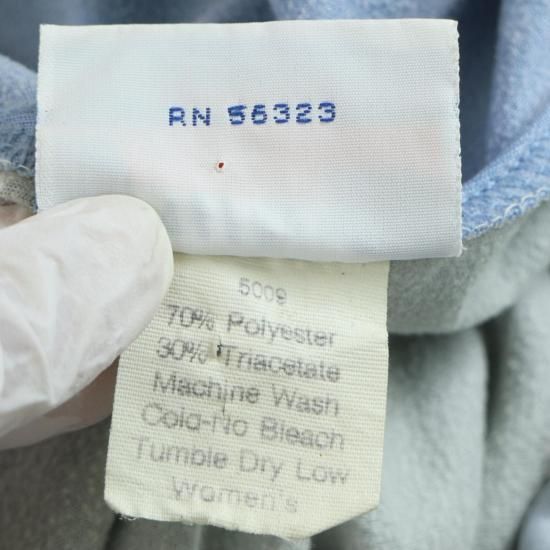 RN 56323
5009
70% Polyester
30% Triacetate
Machine Wash
Cold-No Bleach
Tumble Dry Low
Women's